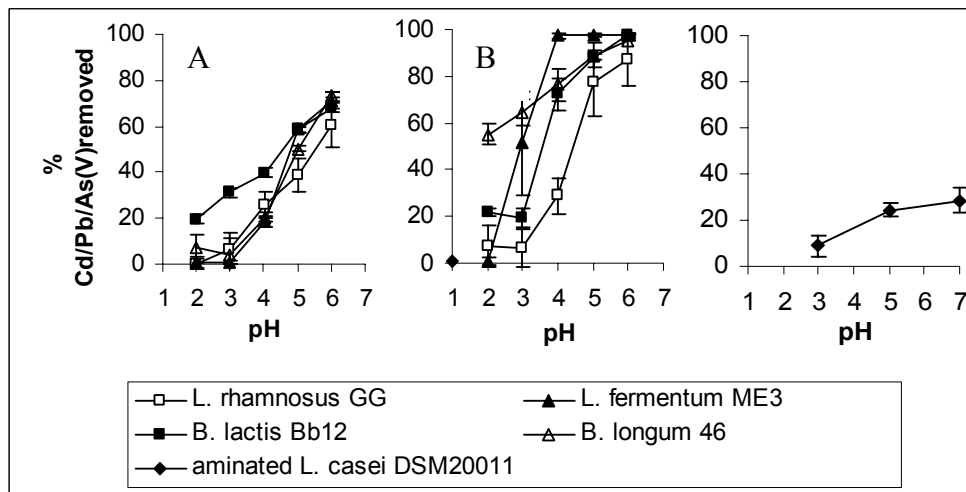 %
Cd/Pb/As(V)removed
100
80
60
40
20
0
A
1 2 3 4 5 6 7
pH
100
80
60
40
20
0
B
1 2 3 4 5 6 7
pH
100
80
60
40
20
0
1 2 3 4 5 6 7
pH
L. rhamnosus GG
L. fermentum ME3
B. lactis Bb12
B. longum 46
aminated L. casei DSM20011